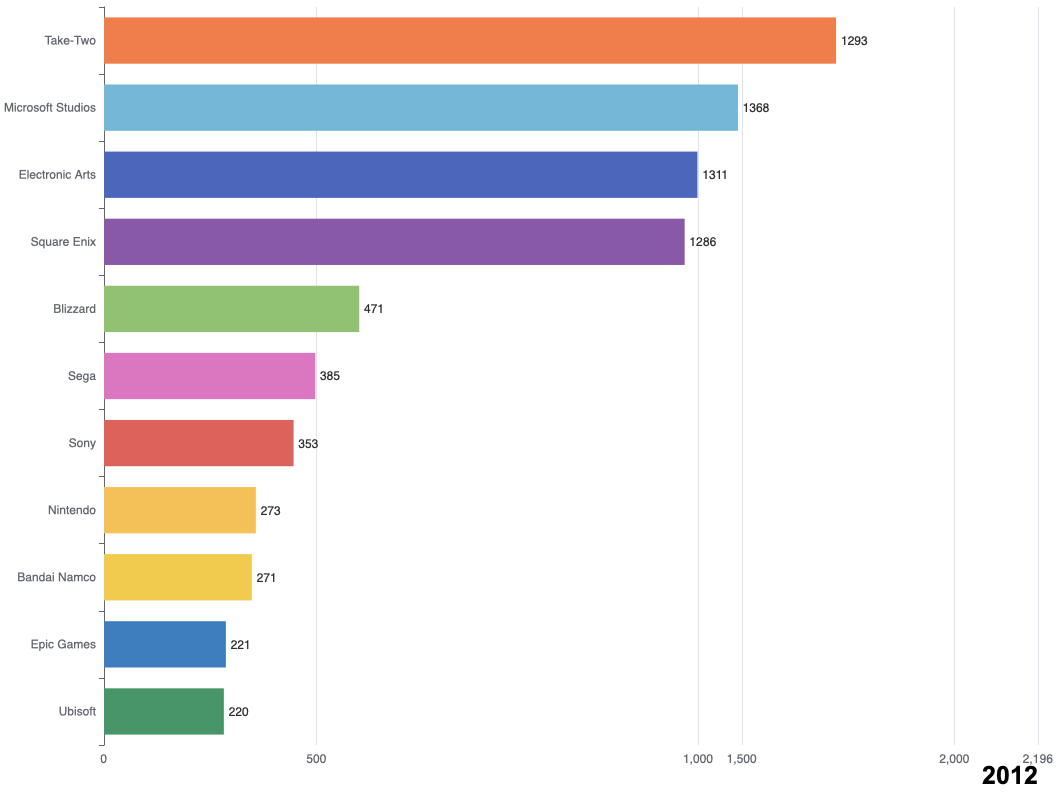 Take-Two 1293
Microsoft Studios 1368
Electronic Arts 1311
Square Enix 1286
Blizzard 471
Sega 385
Sony 353
Nintendo 273
Bandai Namco 271
Epic Games 221
Ubisoft 220
0 500 1,000 1,500 2,000 2,196
2012